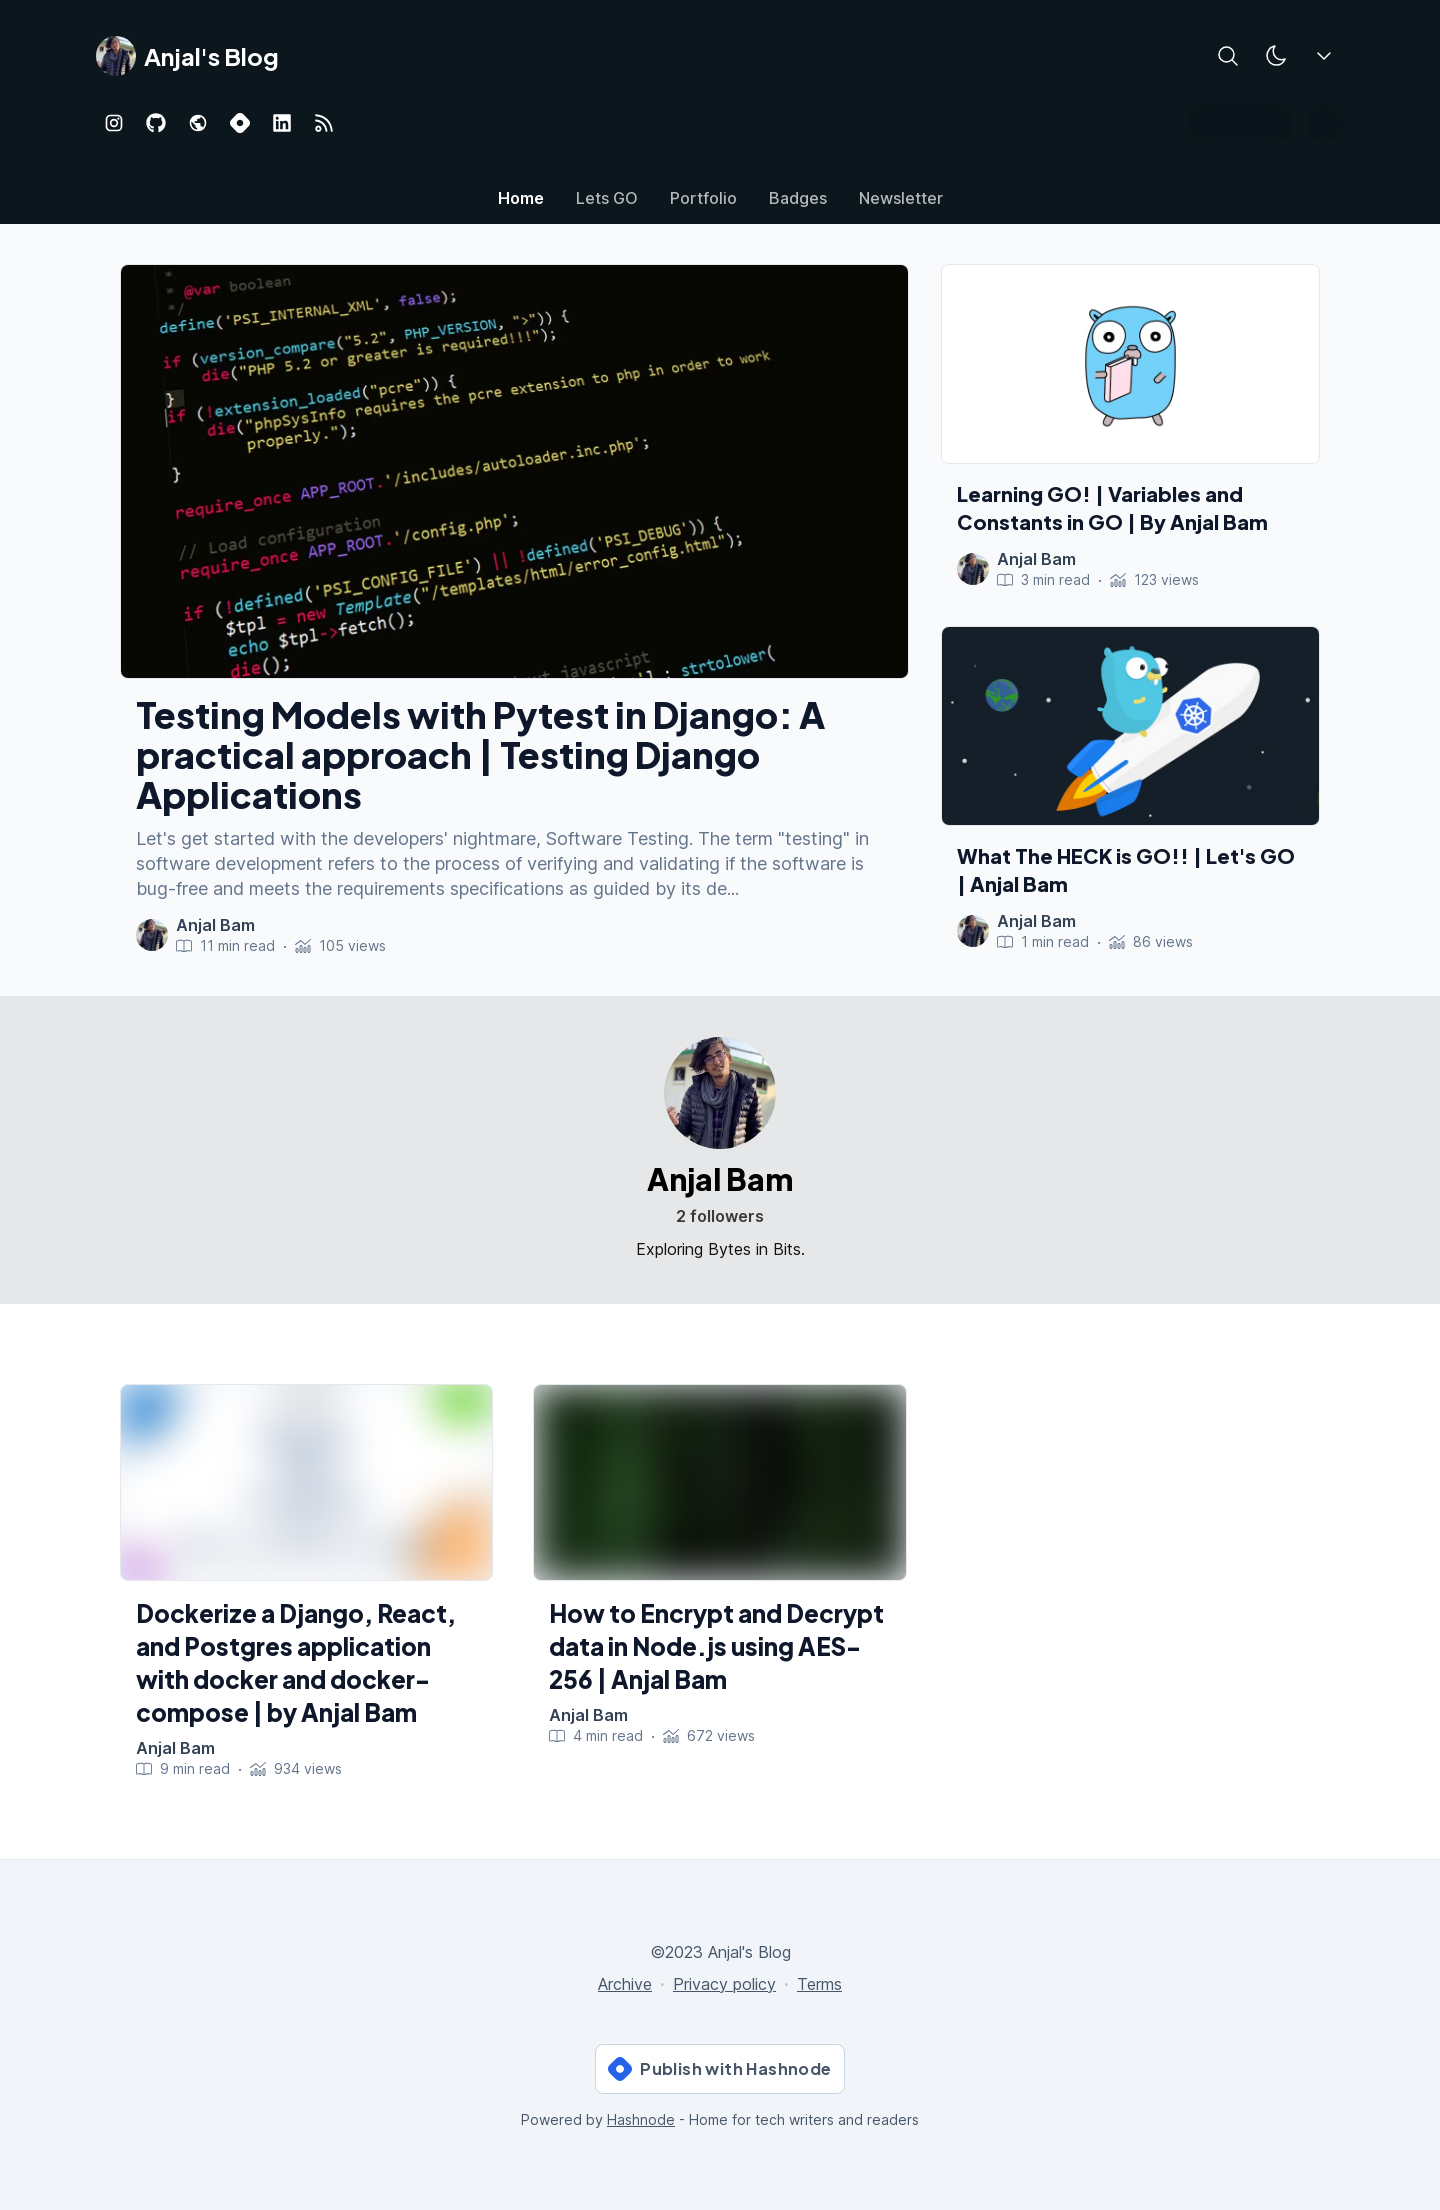 Anjal's Blog
Home Lets GO Portfolio Badges Newsletter
*
* @var boolean
*/
define('PSI_INTERNAL_XML', false);
if (version_compare("5.2", PHP_VERSION, ">")) {
die("PHP 5.2 or greater is required!!!");
}
if (!extension_loaded("pcre")) {
die("phpSysInfo requires the pcre extension to php in order to work
properly.");
}
require_once APP_ROOT.'/includes/autoloader.inc.php';
// Load configuration
require_once APP_ROOT.'/config.php';
if (!defined('PSI_CONFIG_FILE') || !defined('PSI_DEBUG')) {
$tpl = new Template("/templates/html/error_config.html");
echo $tpl->fetch();
die();
javascript
strtolower(
Testing Models with Pytest in Django: A
practical approach | Testing Django
Applications
Let's get started with the developers' nightmare, Software Testing. The term "testing" in
software development refers to the process of verifying and validating if the software is
bug-free and meets the requirements specifications as guided by its de...
Anjal Bam
11 min read · 105 views
Learning GO! | Variables and
Constants in GO | By Anjal Bam
Anjal Bam
3 min read · 123 views
What The HECK is GO!! | Let's GO
| Anjal Bam
Anjal Bam
1 min read · 86 views
Anjal Bam
2 followers
Exploring Bytes in Bits.
Dockerize a Django, React,
and Postgres application
with docker and docker-
compose | by Anjal Bam
Anjal Bam
9 min read · 934 views
How to Encrypt and Decrypt
data in Node.js using AES-
256 | Anjal Bam
Anjal Bam
4 min read · 672 views
©2023 Anjal's Blog
Archive · Privacy policy · Terms
Publish with Hashnode
Powered by Hashnode - Home for tech writers and readers